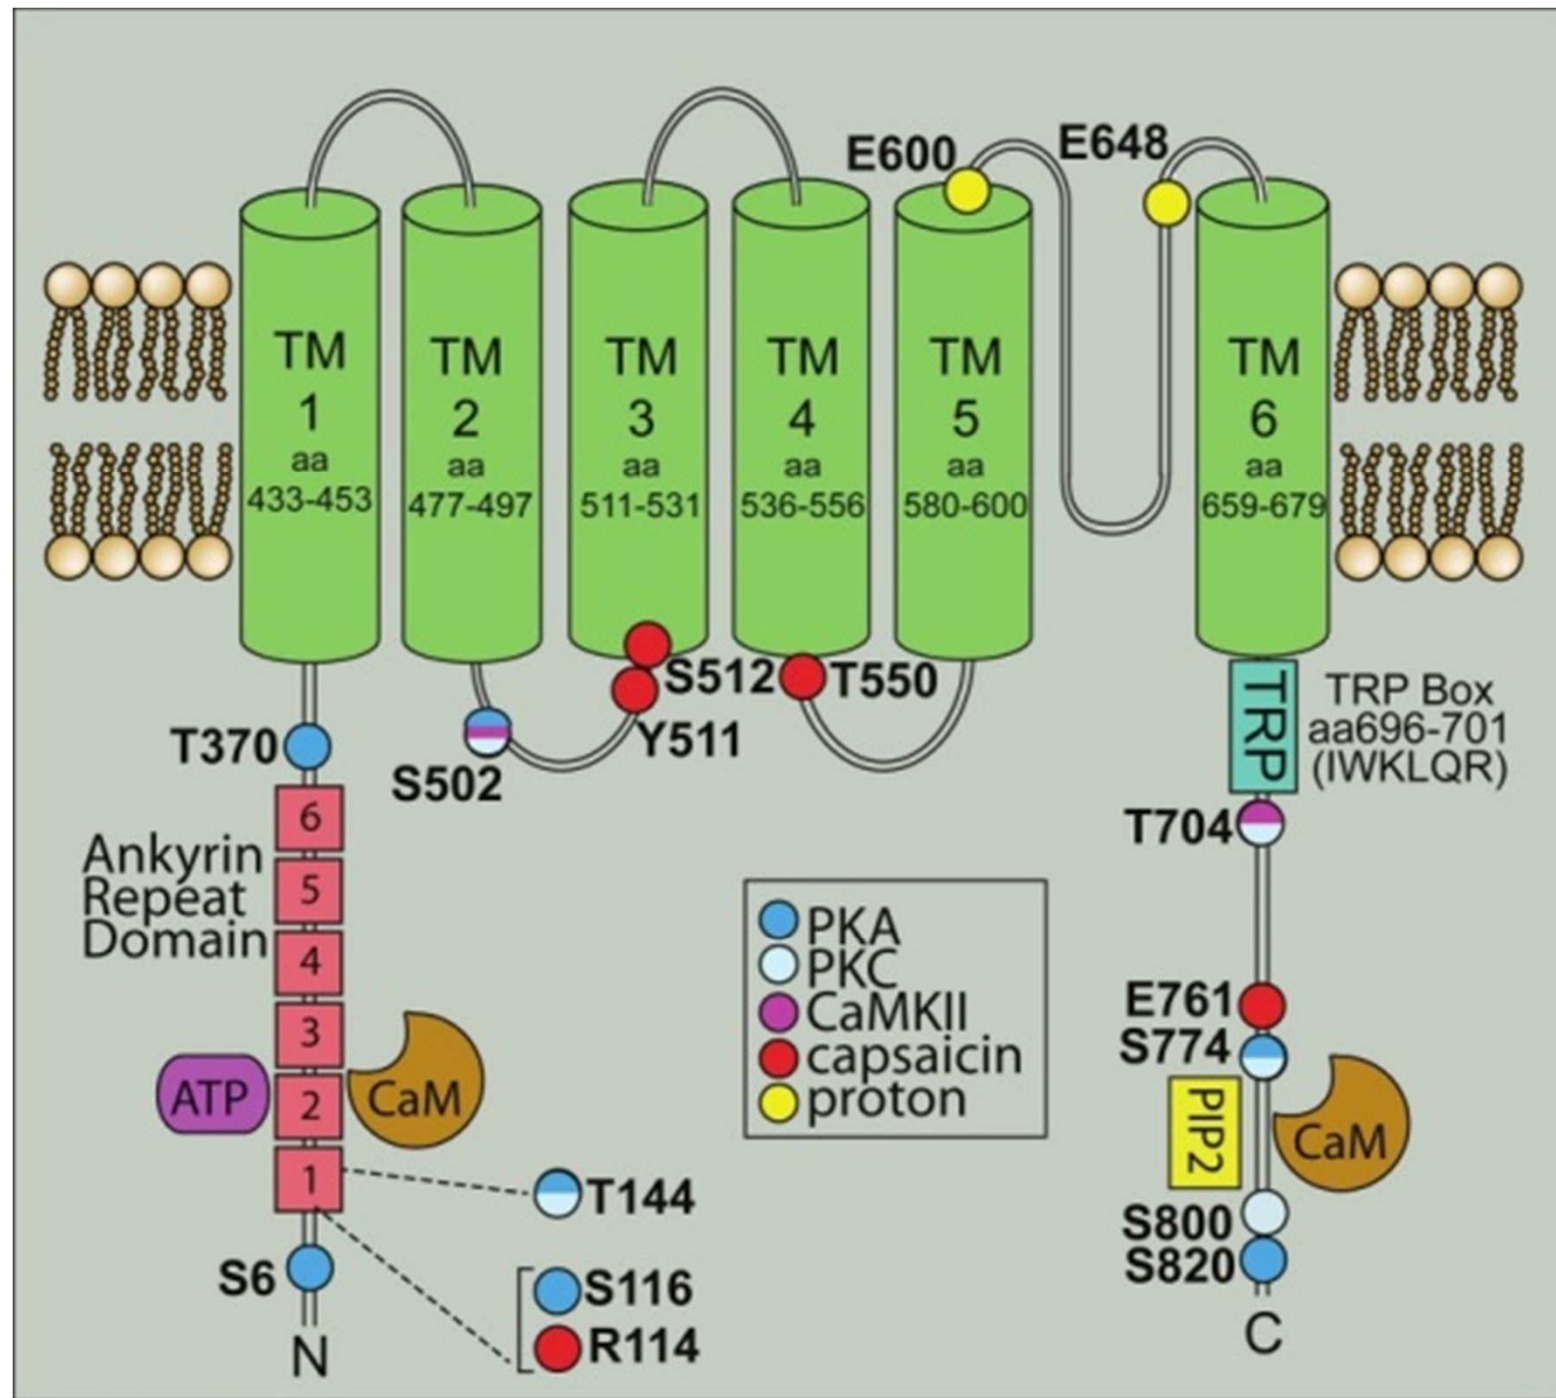 E600
E648
TM
1
aa
433-453
TM
2
aa
477-497
TM
3
aa
511-531
TM
4
aa
536-556
TM
5
aa
580-600
TM
6
aa
659-679
S512
T550
Y511
S502
T370
TRP
TRP Box
aa696-701
(IWKLQR)
T704
6
5
4
3
2
1
Ankyrin
Repeat
Domain
ATP
CaM
PKA
PKC
CaMKII
capsaicin
proton
E761
S774
PIP2
CaM
S800
S820
C
T144
S116
R114
S6
N